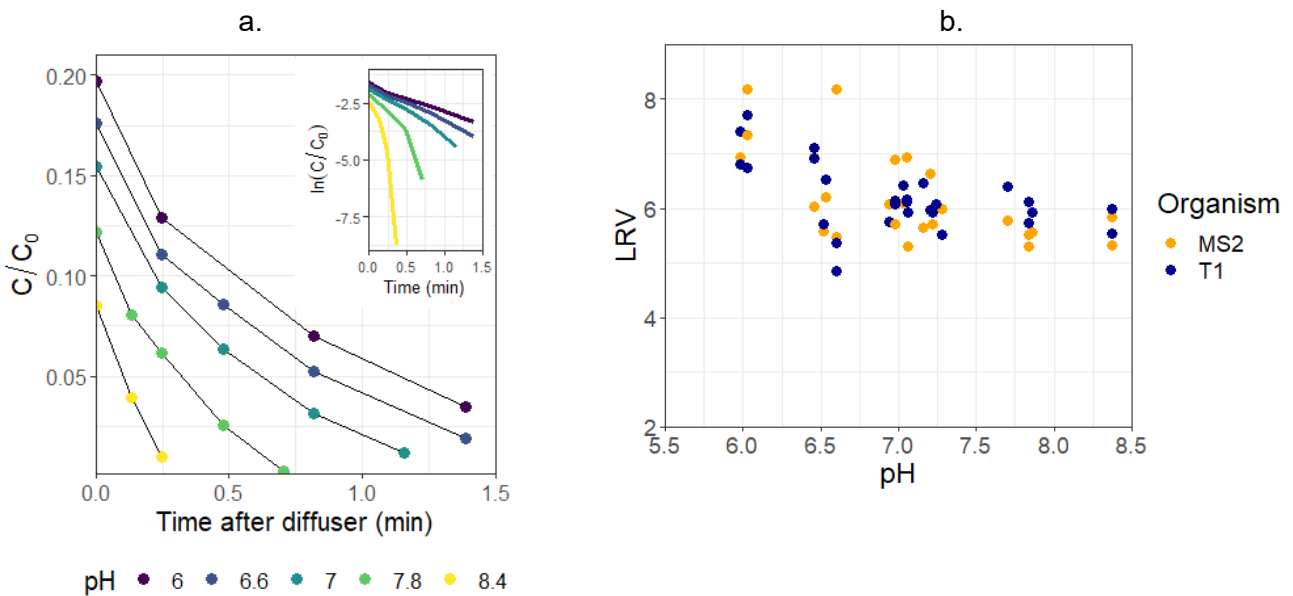 a.
C/C0
0.20
0.15
0.10
0.05
0.0 0.5 1.0 1.5
Time after diffuser (min)
ln(C/C0)
-2.5
-5.0
-7.5
0.0 0.5 1.0 1.5
Time (min)
pH 6 6.6 7 7.8 8.4
b.
LRV
8
6
4
2
5.5 6.0 6.5 7.0 7.5 8.0 8.5
pH
Organism
MS2
T1